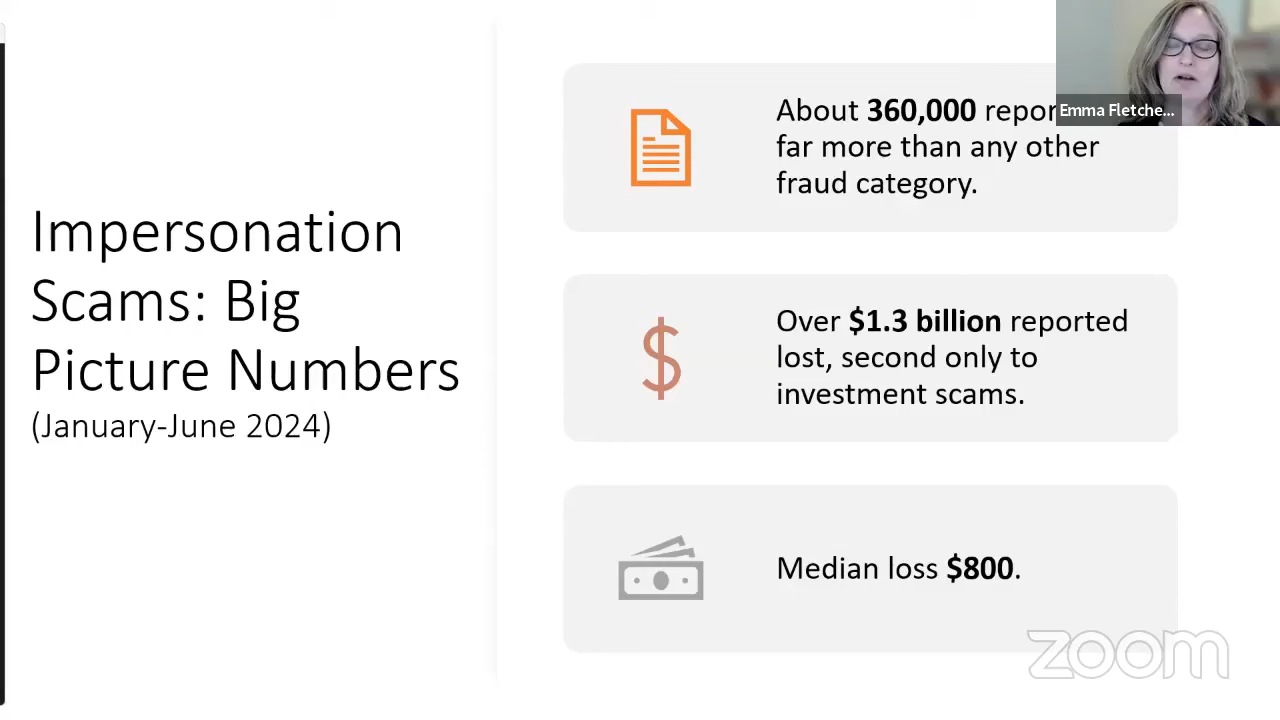 Impersonation
Scams: Big
Picture Numbers
(January-June 2024)
About 360,000
far more than any other
fraud category.
Over $1.3 billion reported
lost, second only to
investment scams.
Median loss $800.
Emma Fletche...
zoom